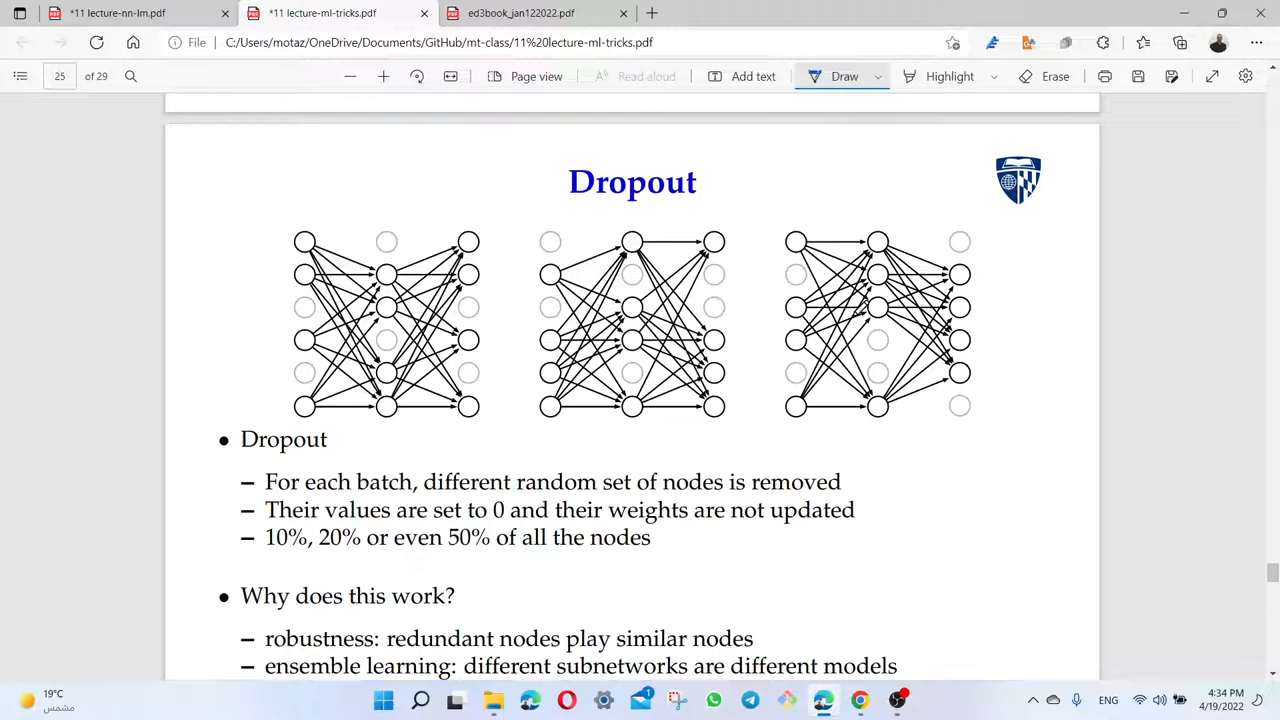 *11 lecture-nn-lm.pdf
*11 lecture-ml-tricks.pdf
ed3book_jan122022.pdf
File
C:/Users/motaz/OneDrive/Documents/GitHub/mt-class/11%20lecture-ml-tricks.pdf
25 of 29
Page view
Read aloud
Add text
Draw
Highlight
Erase
Dropout
• Dropout
– For each batch, different random set of nodes is removed
– Their values are set to 0 and their weights are not updated
– 10%, 20% or even 50% of all the nodes
• Why does this work?
– robustness: redundant nodes play similar nodes
– ensemble learning: different subnetworks are different models
19°C
مشمس
1
ENG
4:34 PM
4/19/2022